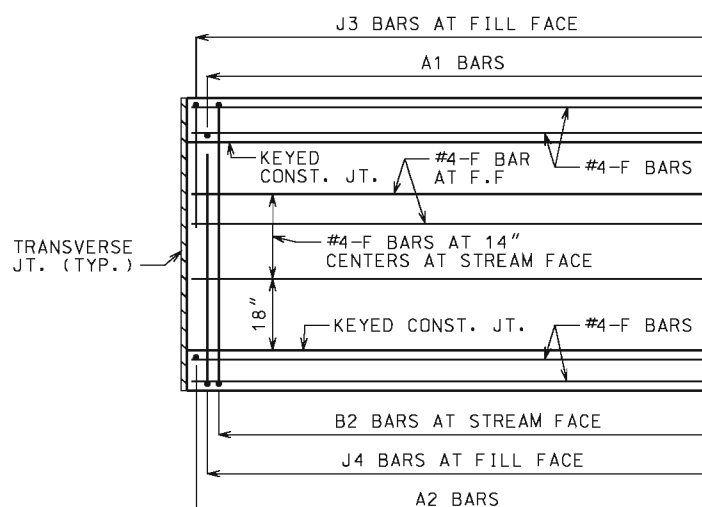 J3 BARS AT FILL FACE
A1 BARS
KEYED
CONST. JT.
#4-F BAR
AT F.F
#4-F BARS
TRANSVERSE
JT. (TYP.)
#4-F BARS AT 14"
CENTERS AT STREAM FACE
18"
KEYED CONST. JT.
#4-F BARS
B2 BARS AT STREAM FACE
J4 BARS AT FILL FACE
A2 BARS